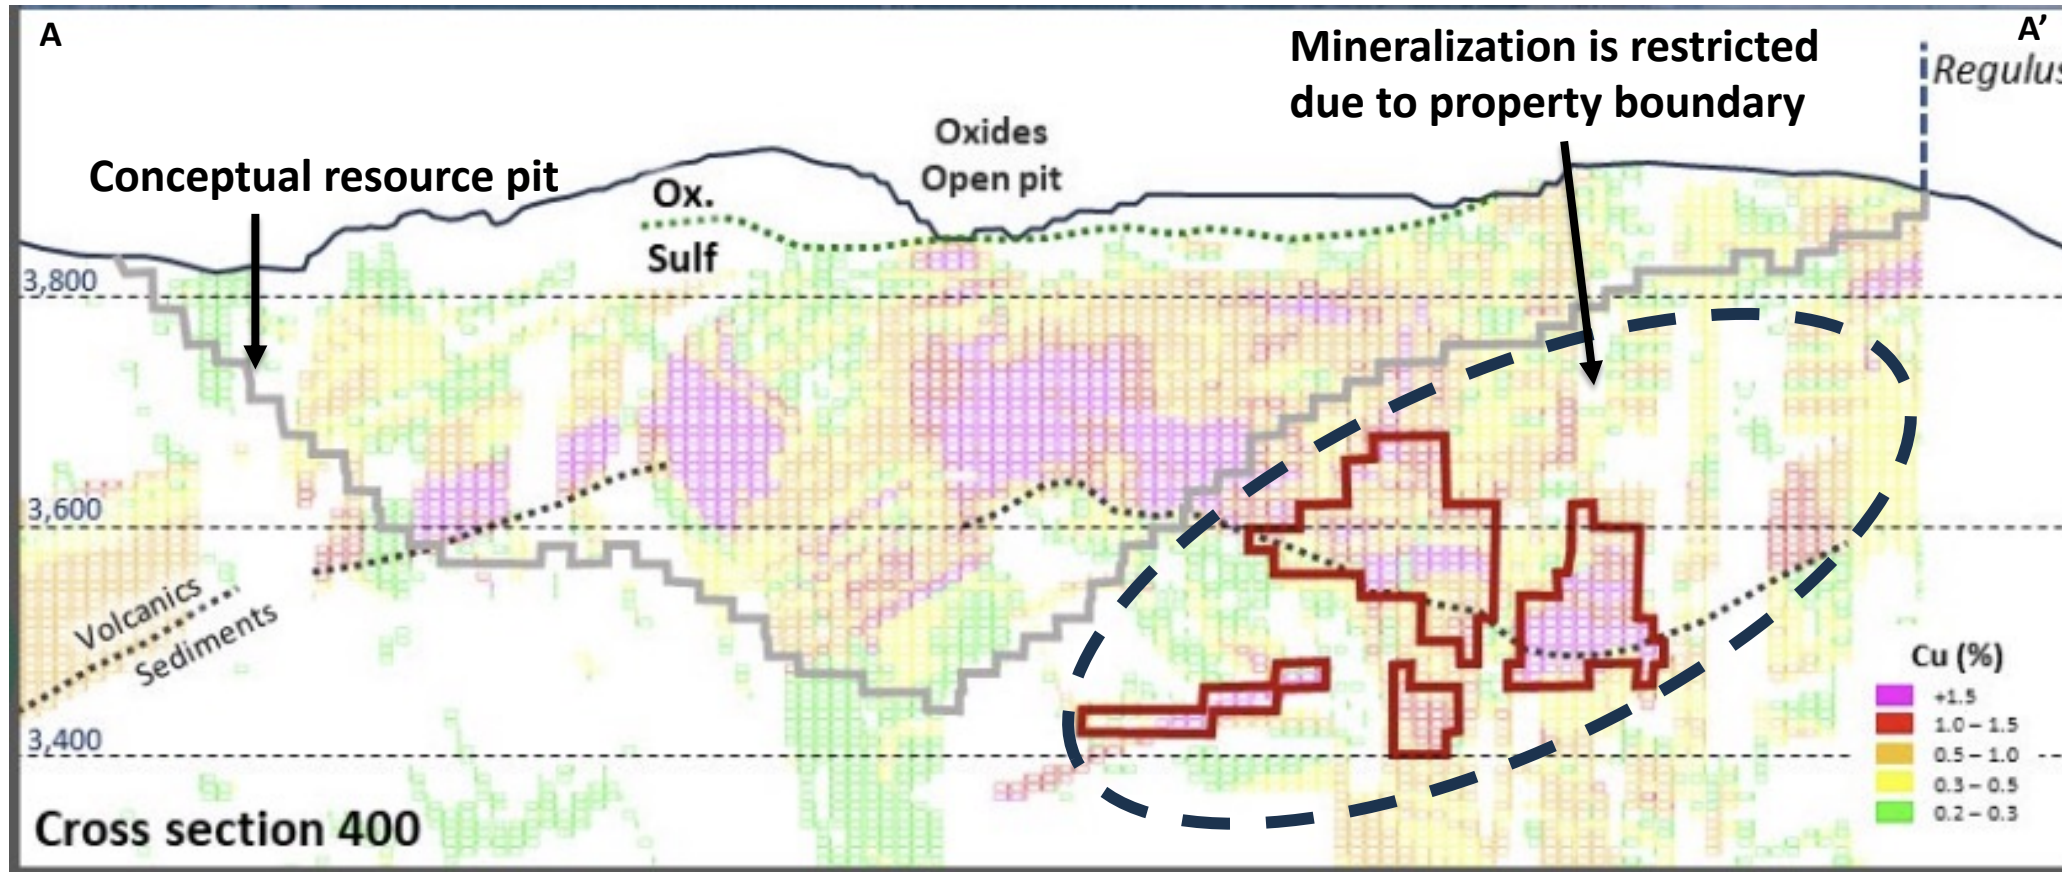 A
A'
Mineralization is restricted
due to property boundary
Regulus
Oxides
Open pit
Conceptual resource pit
Ox.
Sulf
3,800
3,600
Volcanics
Sediments
3,400
Cu (%)
+1.5
1.0 – 1.5
0.5 – 1.0
0.3 – 0.5
0.2 – 0.3
Cross section 400